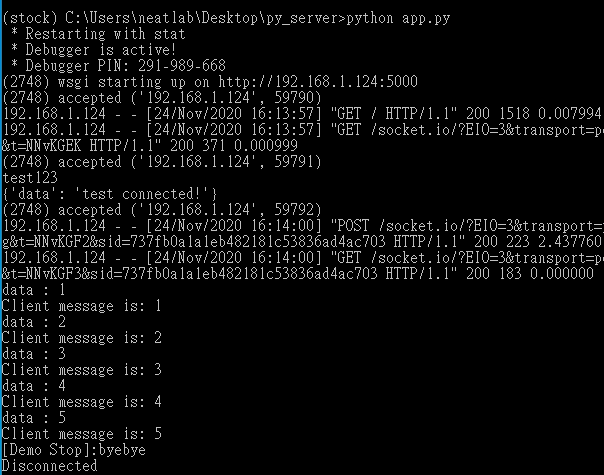 (stock) C:\Users\neatlab\Desktop\py_server>python app.py
 * Restarting with stat
 * Debugger is active!
 * Debugger PIN: 291-989-668
(2748) wsgi starting up on http://192.168.1.124:5000
(2748) accepted ('192.168.1.124', 59790)
192.168.1.124 - - [24/Nov/2020 16:13:57] "GET / HTTP/1.1" 200 1518 0.007994
192.168.1.124 - - [24/Nov/2020 16:13:57] "GET /socket.io/?EIO=3&transport=po
&t=NNvKGEK HTTP/1.1" 200 371 0.000999
(2748) accepted ('192.168.1.124', 59791)
test123
{'data': 'test connected!'}
(2748) accepted ('192.168.1.124', 59792)
192.168.1.124 - - [24/Nov/2020 16:14:00] "POST /socket.io/?EIO=3&transport=p
g&t=NNvKGF2&sid=737fb0a1a1eb482181c53836ad4ac703 HTTP/1.1" 200 223 2.437760
192.168.1.124 - - [24/Nov/2020 16:14:00] "GET /socket.io/?EIO=3&transport=po
&t=NNvKGF3&sid=737fb0a1a1eb482181c53836ad4ac703 HTTP/1.1" 200 183 0.000000
data : 1
Client message is: 1
data : 2
Client message is: 2
data : 3
Client message is: 3
data : 4
Client message is: 4
data : 5
Client message is: 5
[Demo Stop]:byebye
Disconnected